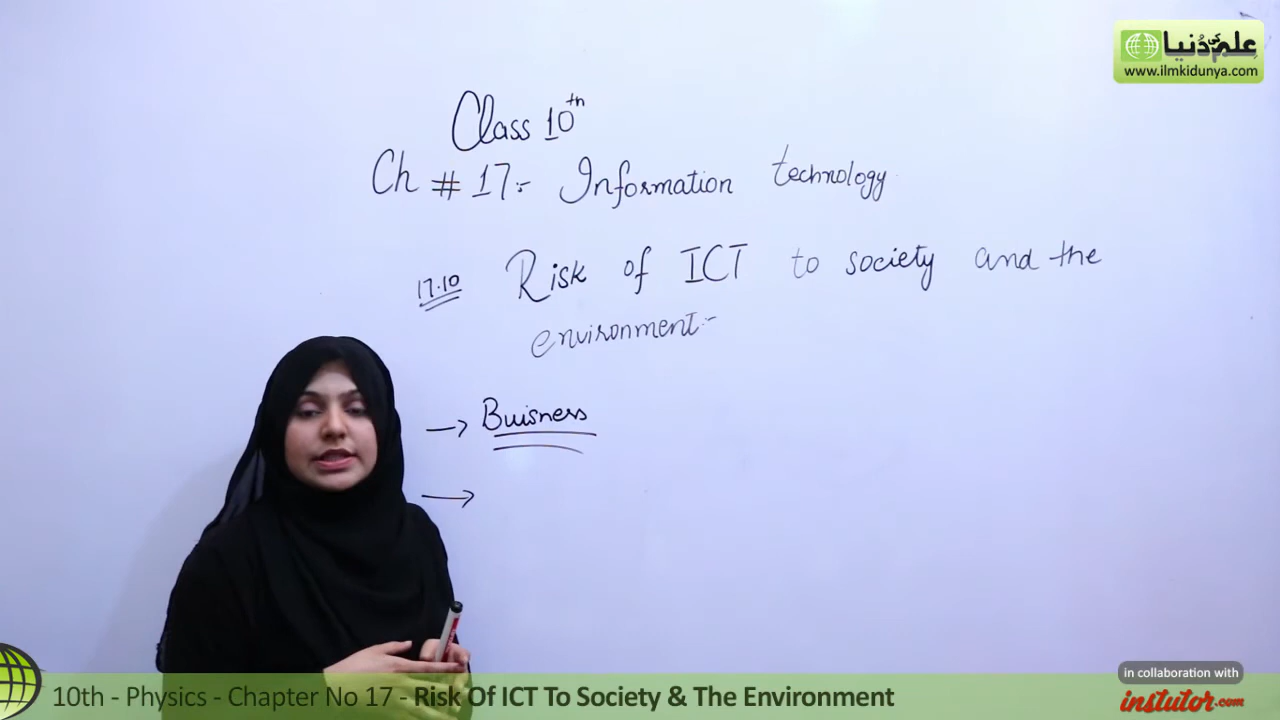 علم کی دُنیا
www.ilmkidunya.com
Class 10th
Ch # 17:- Information technology
17.10 Risk of ICT to society and the
environment:-
→ Buisness
→
10th - Physics - Chapter No 17 - Risk Of ICT To Society & The Environment
in collaboration with
instutor.com